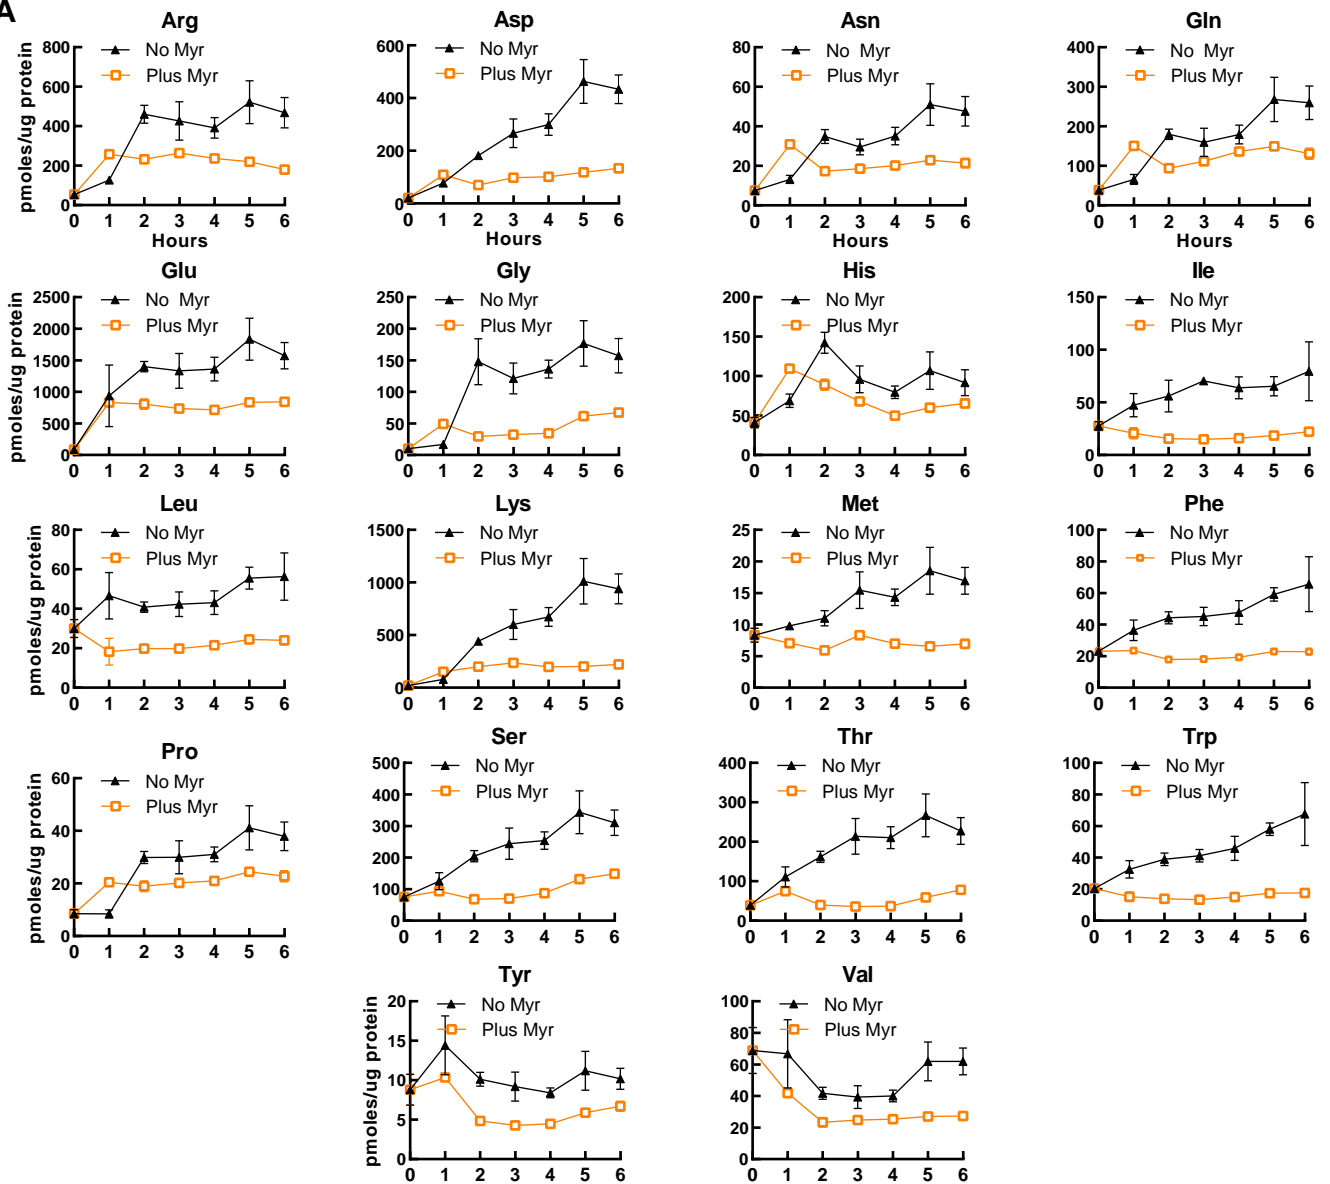 A
Arg Asp Asn Gln
800 600 400 200 0
No Myr
Plus Myr
pmoles/ug protein
0 1 2 3 4 5 6
Hours
600 400 200 0
No Myr
Plus Myr
0 1 2 3 4 5 6
Hours
80 60 40 20 0
No Myr
Plus Myr
0 1 2 3 4 5 6
400 300 200 100 0
No Myr
Plus Myr
0 1 2 3 4 5 6
Hours
Glu Gly His Ile
2500 2000 1500 1000 500 0
No Myr
Plus Myr
pmoles/ug protein
0 1 2 3 4 5 6
250 200 150 100 50 0
No Myr
Plus Myr
0 1 2 3 4 5 6
200 150 100 50 0
No Myr
Plus Myr
0 1 2 3 4 5 6
150 100 50 0
No Myr
Plus Myr
0 1 2 3 4 5 6
Leu Lys Met Phe
80 60 40 20 0
No Myr
Plus Myr
pmoles/ug protein
0 1 2 3 4 5 6
1500 1000 500 0
No Myr
Plus Myr
0 1 2 3 4 5 6
25 20 15 10 5 0
No Myr
Plus Myr
0 1 2 3 4 5 6
100 80 60 40 20 0
No Myr
Plus Myr
0 1 2 3 4 5 6
Pro Ser Thr Trp
60 40 20 0
No Myr
Plus Myr
pmoles/ug protein
0 1 2 3 4 5 6
500 400 300 200 100 0
No Myr
Plus Myr
0 1 2 3 4 5 6
400 300 200 100 0
No Myr
Plus Myr
0 1 2 3 4 5 6
100 80 60 40 20 0
No Myr
Plus Myr
0 1 2 3 4 5 6
Tyr Val
20 15 10 5 0
No Myr
Plus Myr
pmoles/ug protein
0 1 2 3 4 5 6
100 80 60 40 20 0
No Myr
Plus Myr
0 1 2 3 4 5 6